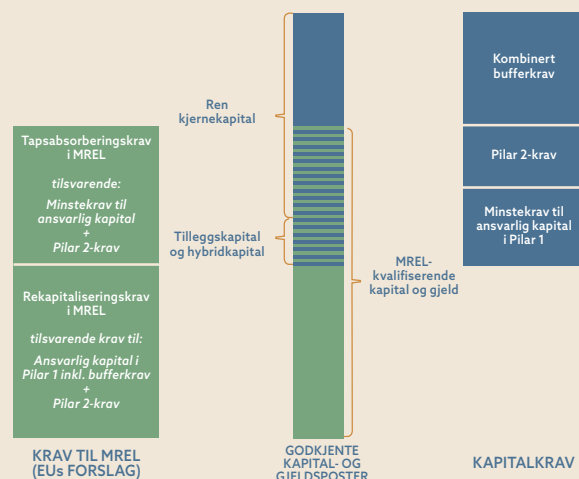 Tapsabsorberingskrav
i MREL
tilsvarende:
Minstekrav til
ansvarlig kapital
+
Pilar 2-krav
Rekapitaliseringskrav
i MREL
tilsvarende krav til:
Ansvarlig kapital i
Pilar 1 inkl. bufferkrav
+
Pilar 2-krav
KRAV TIL MREL
(EUs FORSLAG)
Ren
kjernekapital
Tilleggskapital
og hybridkapital
MREL-
kvalifiserende
kapital og gjeld
GODKJENTE
KAPITAL- OG
GJELDSPOSTER
Kombinert
bufferkrav
Pilar 2-krav
Minstekrav til
ansvarlig kapital
i Pilar 1
KAPITALKRAV